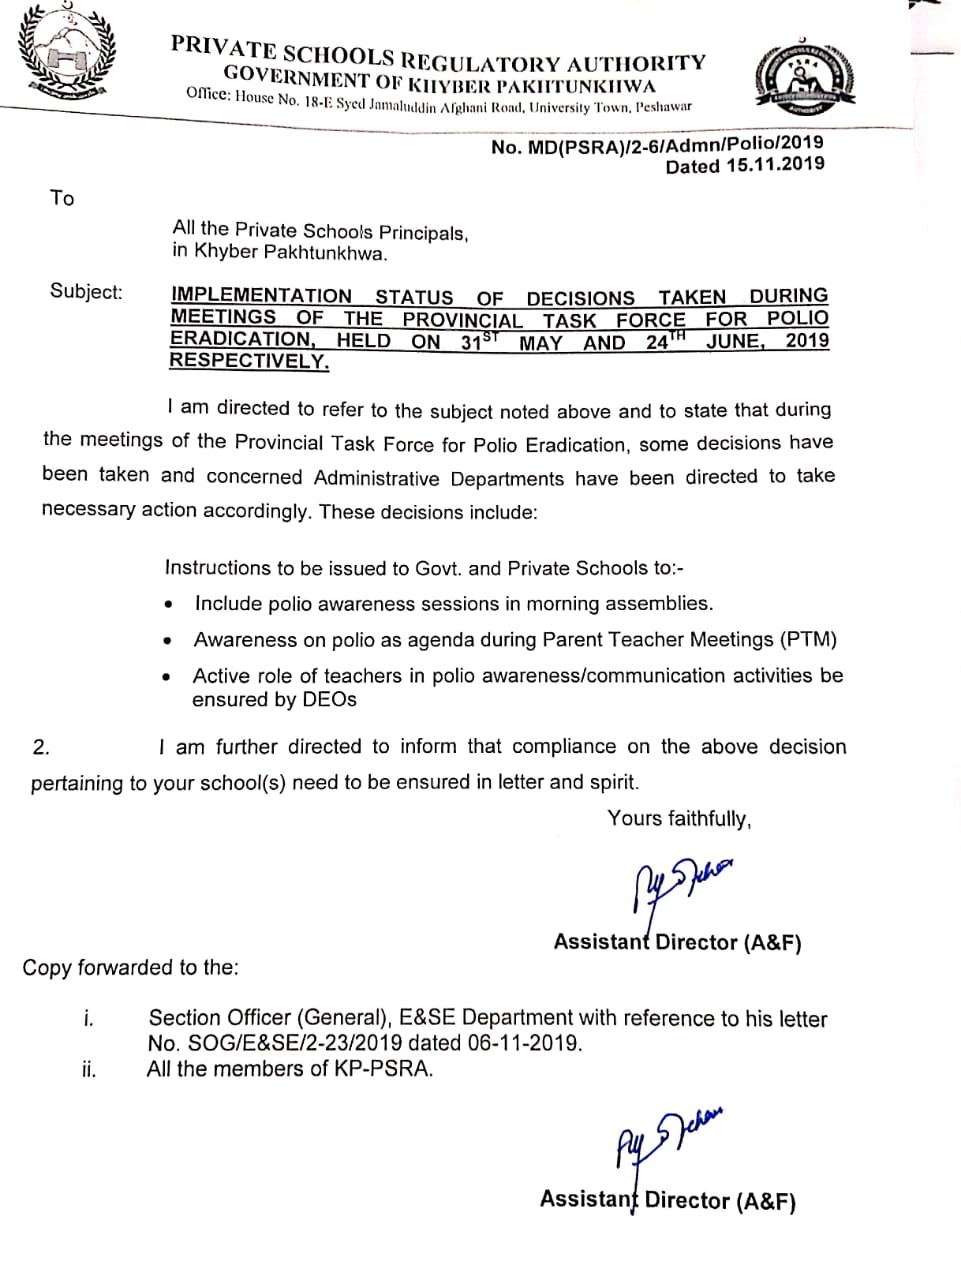 PRIVATE SCHOOLS REGULATORY AUTHORITY
GOVERNMENT OF KHYBER PAKHTUNKHWA
Office: House No. 18-E Syed Jamaluddin Afghani Road, University Town, Peshawar
No. MD(PSRA)/2-6/Admn/Polio/2019
Dated 15.11.2019
To
All the Private Schools Principals,
in Khyber Pakhtunkhwa.
Subject: IMPLEMENTATION STATUS OF DECISIONS TAKEN DURING
MEETINGS OF THE PROVINCIAL TASK FORCE FOR POLIO
ERADICATION, HELD ON 31ST MAY AND 24TH JUNE, 2019
RESPECTIVELY.
I am directed to refer to the subject noted above and to state that during
the meetings of the Provincial Task Force for Polio Eradication, some decisions have
been taken and concerned Administrative Departments have been directed to take
necessary action accordingly. These decisions include:
Instructions to be issued to Govt. and Private Schools to:-
• Include polio awareness sessions in morning assemblies.
• Awareness on polio as agenda during Parent Teacher Meetings (PTM)
• Active role of teachers in polio awareness/communication activities be
ensured by DEOs
2. I am further directed to inform that compliance on the above decision
pertaining to your school(s) need to be ensured in letter and spirit.
Yours faithfully,
Assistant Director (A&F)
Copy forwarded to the:
i. Section Officer (General), E&SE Department with reference to his letter
No. SOG/E&SE/2-23/2019 dated 06-11-2019.
ii. All the members of KP-PSRA.
Assistant Director (A&F)